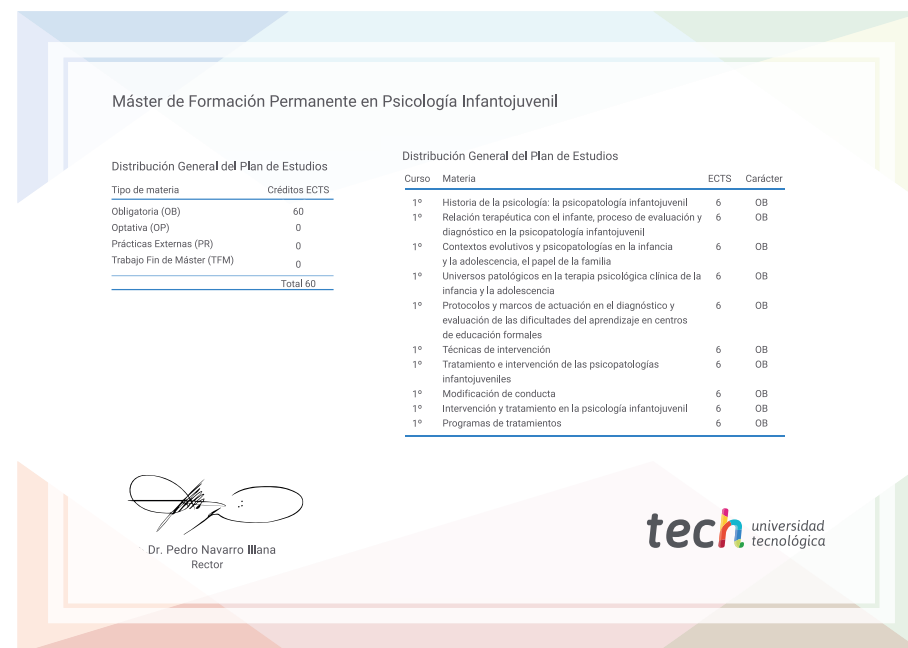 Máster de Formación Permanente en Psicología Infantojuvenil
Distribución General del Plan de Estudios
Tipo de materia Créditos ECTS
Obligatoria (OB) 60
Optativa (OP) 0
Prácticas Externas (PR) 0
Trabajo Fin de Máster (TFM) 0
Total 60
Distribución General del Plan de Estudios
Curso Materia ECTS Carácter
1º Historia de la psicología: la psicopatología infantojuvenil 6 OB
1º Relación terapéutica con el infante, proceso de evaluación y 6 OB
diagnóstico en la psicopatología infantojuvenil
1º Contextos evolutivos y psicopatologías en la infancia 6 OB
y la adolescencia, el papel de la familia
1º Universos patológicos en la terapia psicológica clínica de la 6 OB
infancia y la adolescencia
1º Protocolos y marcos de actuación en el diagnóstico y 6 OB
evaluación de las dificultades del aprendizaje en centros
de educación formales
1º Técnicas de intervención 6 OB
1º Tratamiento e intervención de las psicopatologías 6 OB
infantojuveniles
1º Modificación de conducta 6 OB
1º Intervención y tratamiento en la psicología infantojuvenil 6 OB
1º Programas de tratamientos 6 OB
Dr. Pedro Navarro Illana
Rector
tech universidad
tecnológica